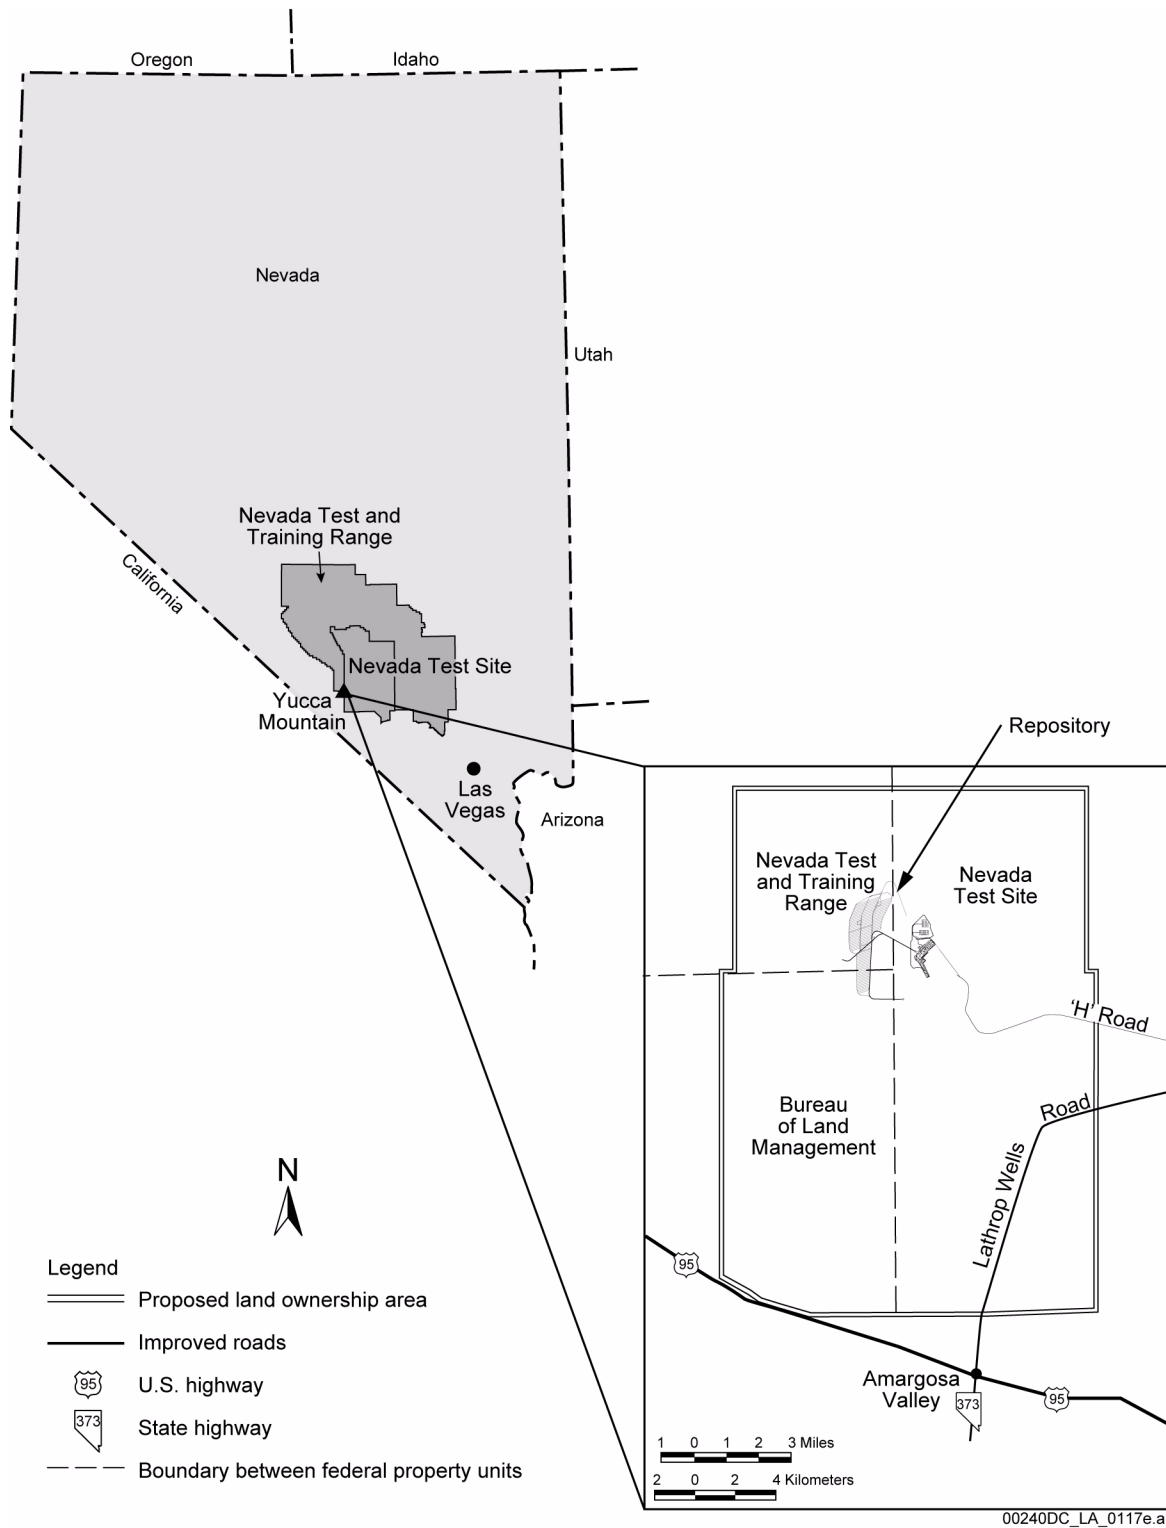 Oregon
Idaho
Nevada
Utah
Nevada Test and
Training Range
California
Nevada Test Site
Yucca
Mountain
Las
Vegas
Arizona
Repository
Nevada Test
and Training
Range
Nevada
Test Site
'H' Road
Bureau
of Land
Management
Lathrop Wells
Road
95
Amargosa
Valley
373
95
N
Legend
Proposed land ownership area
Improved roads
95
U.S. highway
373
State highway
Boundary between federal property units
1 0 1 2 3 Miles
2 0 2 4 Kilometers
00240DC_LA_0117e.a